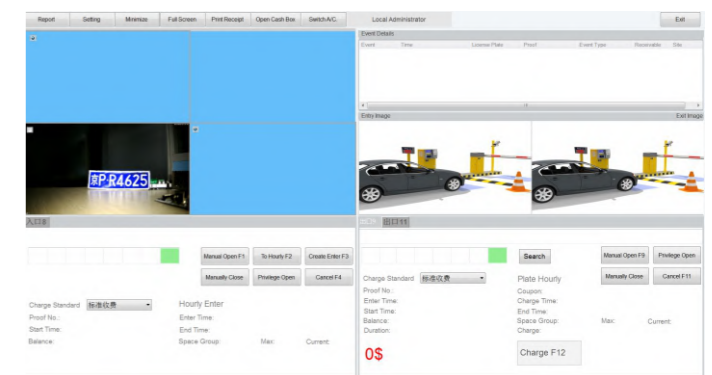 Report Setting Minimize Full Screen Print Receipt Open Cash Box Switch A/C. Local Administrator Exit
Event Details
Event Time License Plate Proof Event Type Receivable Site
Entry Image Exit Image
京P·R4625
入口8
出口11
Manual Open F1 To Hourly F2 Create Enter F3
Manually Close Privilege Open Cancel F4
Charge Standard 标准收费 Hourly Enter
Proof No.: Enter Time:
Start Time: End Time:
Balance: Space Group: Max: Current:
Search Manual Open F9 Privilege Open
Manually Close Cancel F11
Charge Standard 标准收费 Plate Hourly
Proof No.: Coupon:
Enter Time: Charge Time:
Start Time: End Time:
Balance: Space Group: Max: Current:
Duration: Charge:
0$ Charge F12